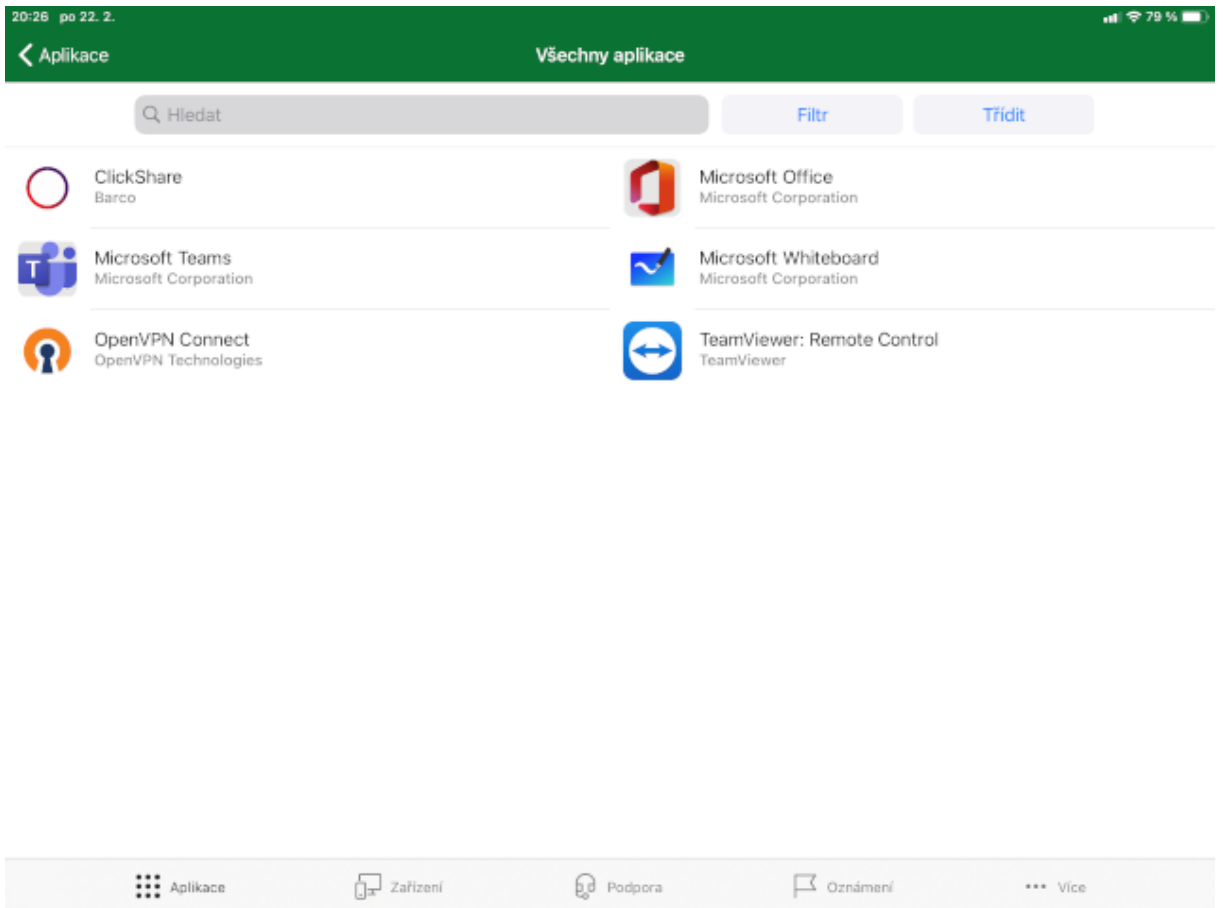 20:26 po 22. 2.
79 %
Aplikace
Všechny aplikace
Hledat
Filtr
Třídit
ClickShare
Barco
Microsoft Office
Microsoft Corporation
Microsoft Teams
Microsoft Corporation
Microsoft Whiteboard
Microsoft Corporation
OpenVPN Connect
OpenVPN Technologies
TeamViewer: Remote Control
TeamViewer
Aplikace
Zařízení
Podpora
Oznámení
Více